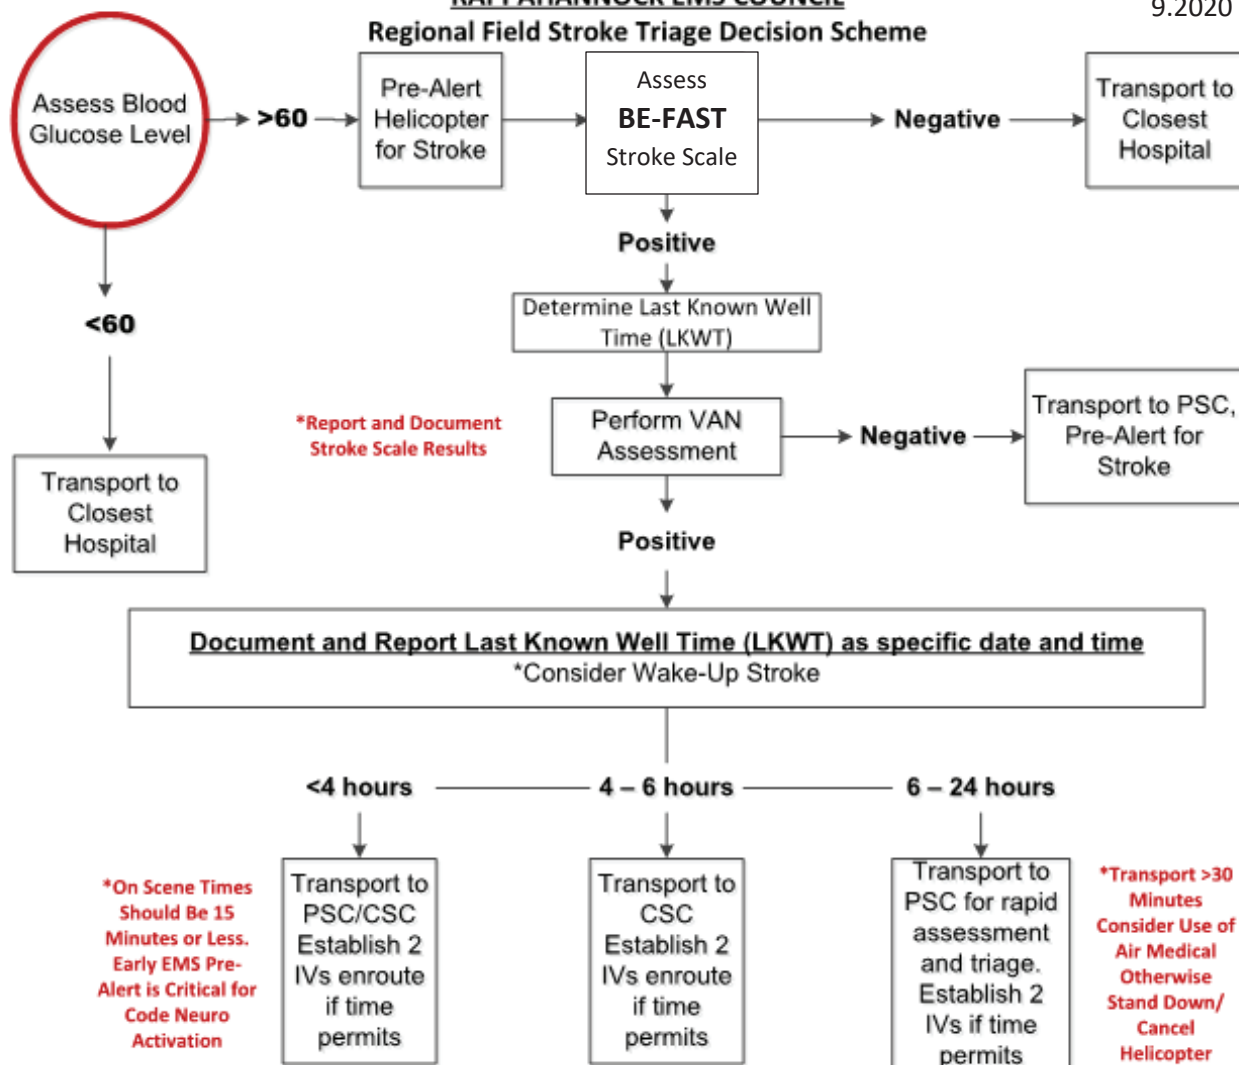 RAPPAHANNOCK EMS COUNCIL
9.2020
Regional Field Stroke Triage Decision Scheme
Assess Blood
Glucose Level
>60
Pre-Alert
Helicopter
for Stroke
Assess
BE-FAST
Stroke Scale
Negative
Transport to
Closest
Hospital
Positive
<60
Determine Last Known Well
Time (LKWT)
*Report and Document
Stroke Scale Results
Perform VAN
Assessment
Negative
Transport to PSC,
Pre-Alert for
Stroke
Transport to
Closest
Hospital
Positive
Document and Report Last Known Well Time (LKWT) as specific date and time
*Consider Wake-Up Stroke
<4 hours
4 – 6 hours
6 – 24 hours
*On Scene Times
Should Be 15
Minutes or Less.
Early EMS Pre-
Alert is Critical for
Code Neuro
Activation
Transport to
PSC/CSC
Establish 2
IVs enroute
if time
permits
Transport to
CSC
Establish 2
IVs enroute
if time
permits
Transport to
PSC for rapid
assessment
and triage.
Establish 2
IVs if time
permits
*Transport >30
Minutes
Consider Use of
Air Medical
Otherwise
Stand Down/
Cancel
Helicopter